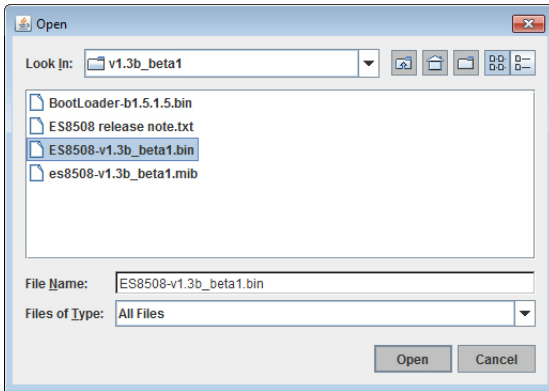 Open
Look In: v1.3b_beta1
BootLoader-b1.5.1.5.bin
ES8508 release note.txt
ES8508-v1.3b_beta1.bin
es8508-v1.3b_beta1.mib
File Name: ES8508-v1.3b_beta1.bin
Files of Type: All Files
Open Cancel